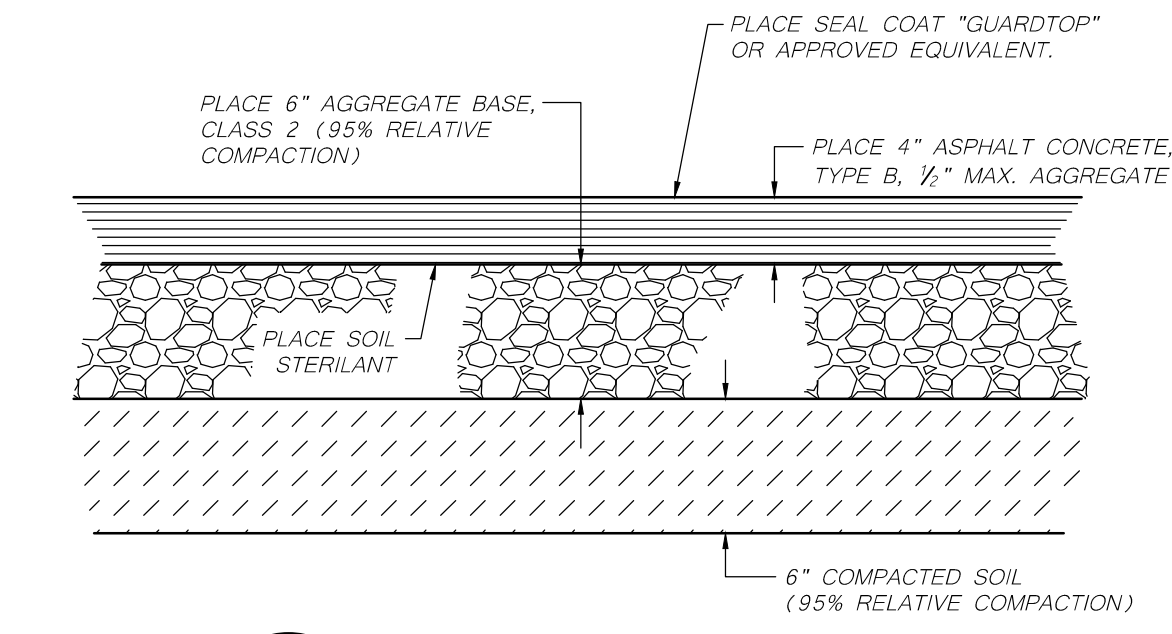 PLACE SEAL COAT "GUARDTOP"
OR APPROVED EQUIVALENT.
PLACE 6" AGGREGATE BASE,
CLASS 2 (95% RELATIVE
COMPACTION)
PLACE 4" ASPHALT CONCRETE,
TYPE B, 1/2" MAX. AGGREGATE
PLACE SOIL
STERILANT
6" COMPACTED SOIL
(95% RELATIVE COMPACTION)